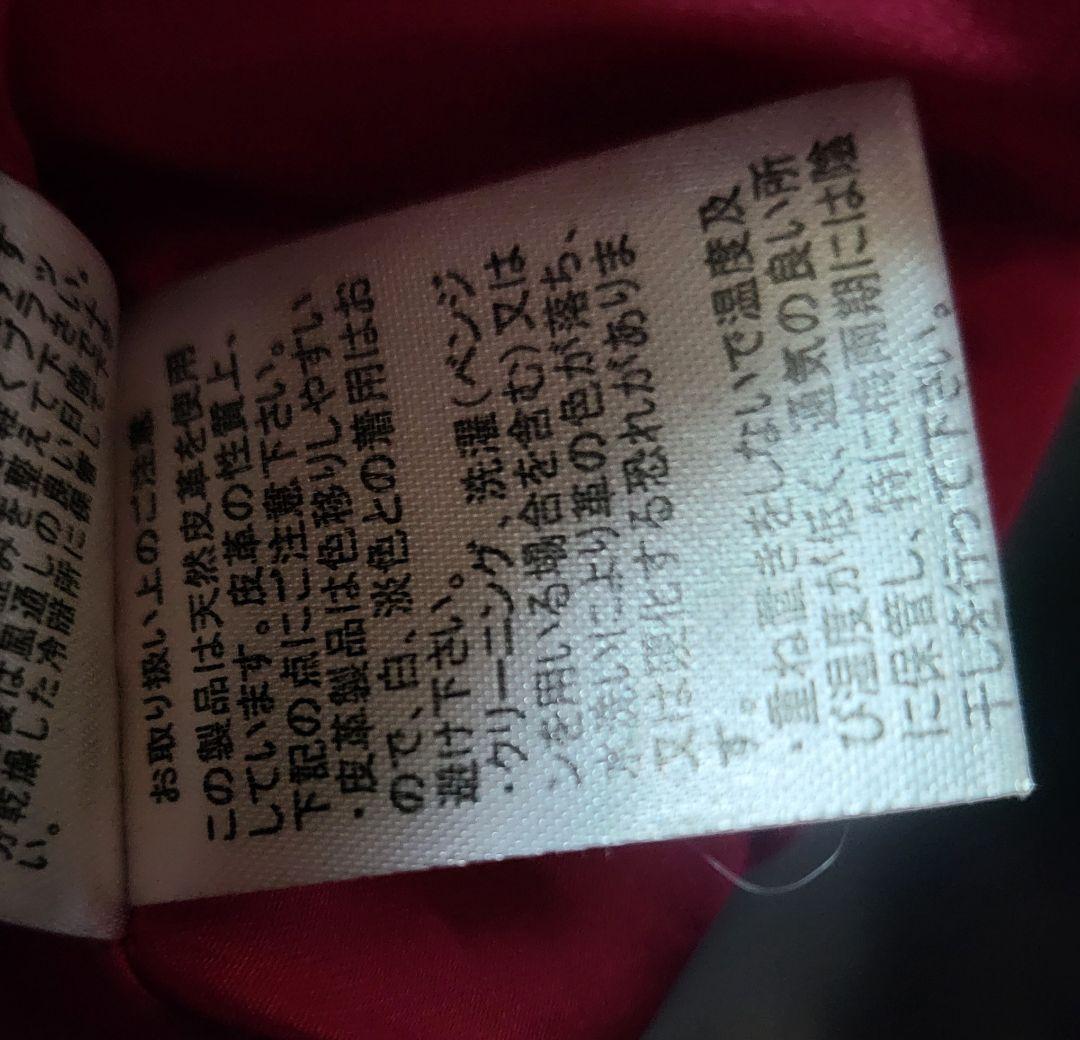 お取り扱い上のご注意
この製品は天然皮革を使用
しています。皮革の性質上、
下記の点にご注意下さい。
・皮革製品は色移りしやすい
ので、白、淡色との着用はお
避け下さい。
・クリーニング、洗濯(ベンジ
ンを用いる場合を含む)又は
水洗いにより革の色が落ち、
又は硬化する恐れがありま
す。
・重ね置きをしないで温度及
び湿度が低く、通気の良い所
に保管し、特に梅雨期には陰
干しを行って下さい。
い。